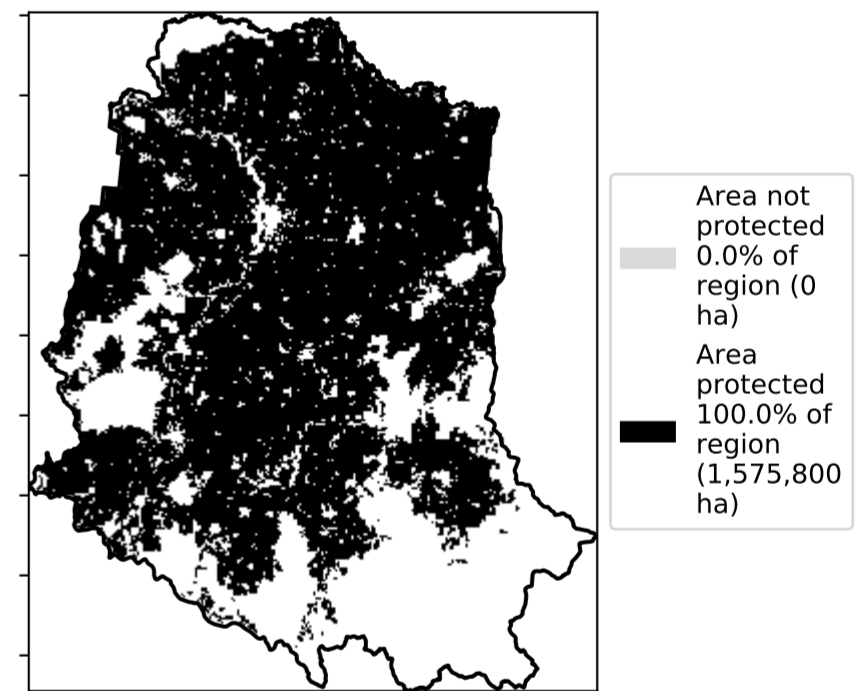 Area not
protected
0.0% of
region (0
ha)
Area
protected
100.0% of
region
(1,575,800
ha)